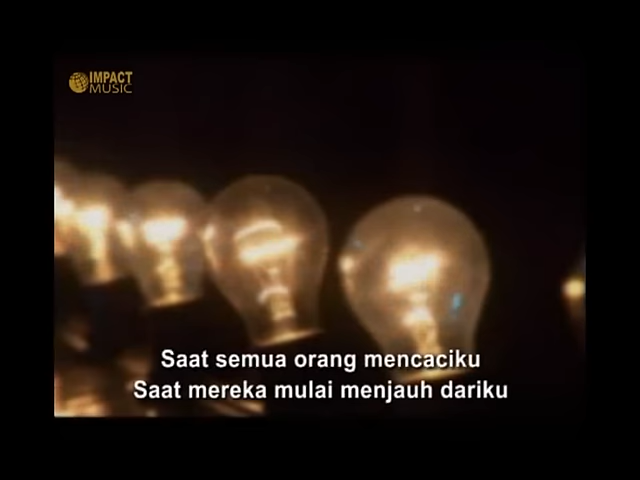 IMPACT
MUSIC
Saat semua orang mencaciku
Saat mereka mulai menjauh dariku